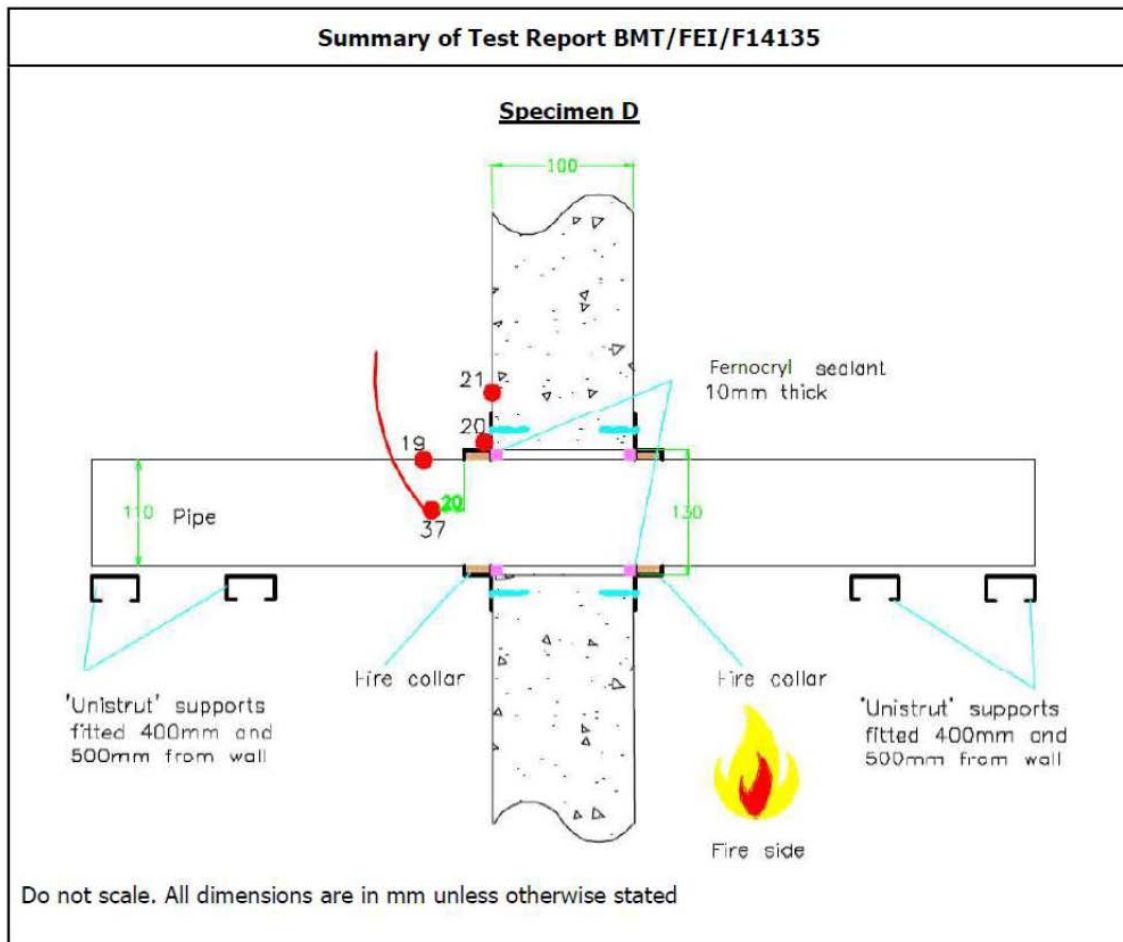 Summary of Test Report BMT/FEI/F14135
Specimen D
100
Fernocryl sealant
10mm thick
21
20
19
20
110
Pipe
37
130
'Unistrut' supports
fitted 400mm and
500mm from wall
Fire collar
Fire collar
'Unistrut' supports
fitted 400mm and
500mm from wall
Fire side
Do not scale. All dimensions are in mm unless otherwise stated